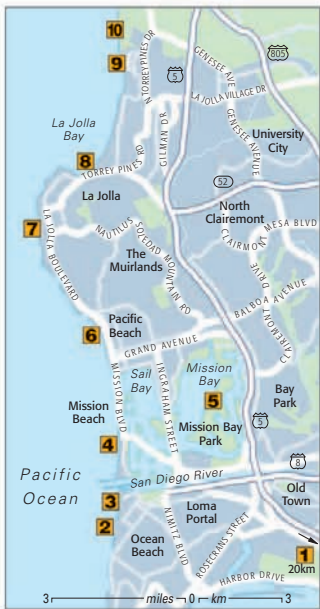 10
9
N TORREY PINES DR
GENESEE AVE
805
5
LA JOLLA VILLAGE DR
GILMAN DR
GENESEE AVENUE
La Jolla
Bay
University
City
8
TORREY PINES RD
La Jolla
52
North
Clairemont
7
LA JOLLA BOULEVARD
NAUTILUS
SOLEDAD MOUNTAIN RD
CLAIRMONT DRIVE
MESA BLVD
The
Muirlands
BALBOA AVENUE
CLAIREMONT
Pacific
Beach
6
GRAND AVENUE
MISSION BLVD
Sail
Bay
INGRAHAM STREET
Mission
Bay
5
Mission Bay
Park
Bay
Park
Mission
Beach
4
5
8
Pacific
Ocean
San Diego River
Old
Town
3
2
Loma
Portal
Ocean
Beach
NIMITZ BLVD
ROSECRANS STREET
1
20km
HARBOR DRIVE
3 miles 0 km 3